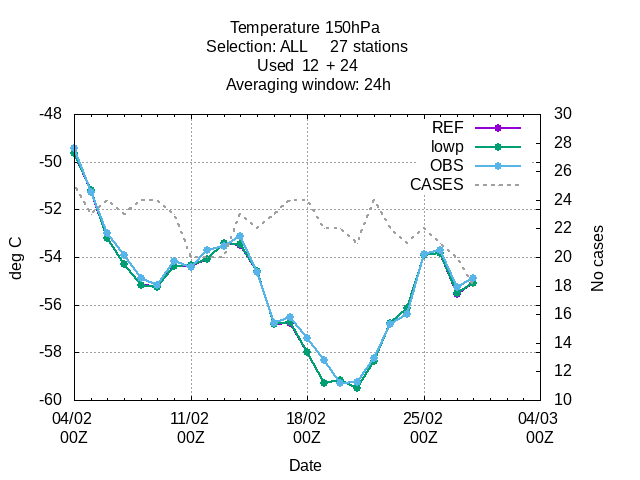 Temperature 150hPa
Selection: ALL 27 stations
Used 12 + 24
Averaging window: 24h
-48
-50
-52
-54
-56
-58
-60
30
28
26
24
22
20
18
16
14
12
10
REF
lowp
OBS
CASES
deg C
No cases
04/02 11/02 18/02 25/02 04/03
00Z 00Z 00Z 00Z 00Z
Date